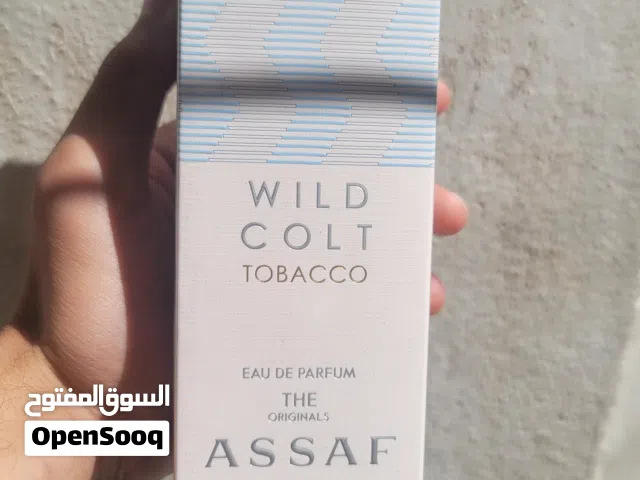 WILD
COLT
TOBACCO
EAU DE PARFUM
THE
ORIGINALS
ASSAF
السوق المفتوح
OpenSooq